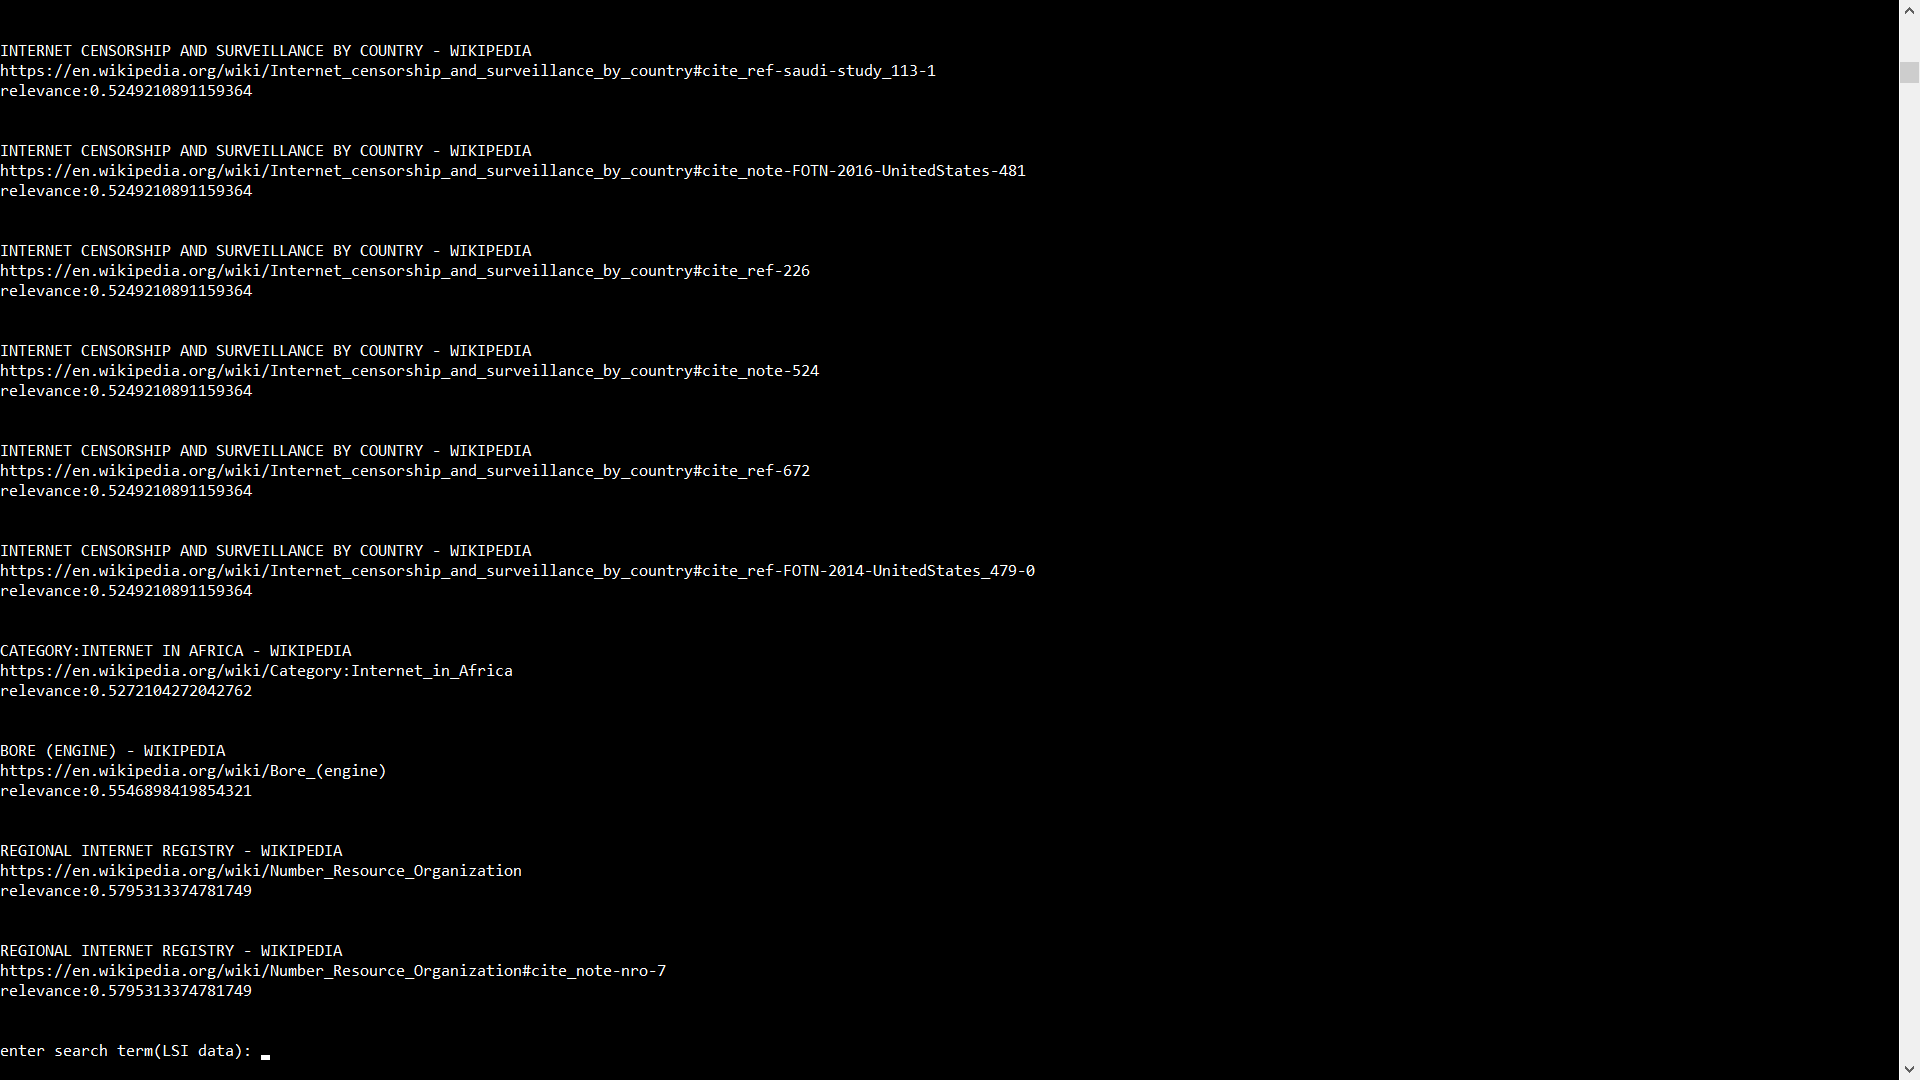 INTERNET CENSORSHIP AND SURVEILLANCE BY COUNTRY - WIKIPEDIA
https://en.wikipedia.org/wiki/Internet_censorship_and_surveillance_by_country#cite_ref-saudi-study_113-1
relevance:0.5249210891159364
INTERNET CENSORSHIP AND SURVEILLANCE BY COUNTRY - WIKIPEDIA
https://en.wikipedia.org/wiki/Internet_censorship_and_surveillance_by_country#cite_note-FOTN-2016-UnitedStates-481
relevance:0.5249210891159364
INTERNET CENSORSHIP AND SURVEILLANCE BY COUNTRY - WIKIPEDIA
https://en.wikipedia.org/wiki/Internet_censorship_and_surveillance_by_country#cite_ref-226
relevance:0.5249210891159364
INTERNET CENSORSHIP AND SURVEILLANCE BY COUNTRY - WIKIPEDIA
https://en.wikipedia.org/wiki/Internet_censorship_and_surveillance_by_country#cite_note-524
relevance:0.5249210891159364
INTERNET CENSORSHIP AND SURVEILLANCE BY COUNTRY - WIKIPEDIA
https://en.wikipedia.org/wiki/Internet_censorship_and_surveillance_by_country#cite_ref-672
relevance:0.5249210891159364
INTERNET CENSORSHIP AND SURVEILLANCE BY COUNTRY - WIKIPEDIA
https://en.wikipedia.org/wiki/Internet_censorship_and_surveillance_by_country#cite_ref-FOTN-2014-UnitedStates_479-0
relevance:0.5249210891159364
CATEGORY:INTERNET IN AFRICA - WIKIPEDIA
https://en.wikipedia.org/wiki/Category:Internet_in_Africa
relevance:0.5272104272042762
BORE (ENGINE) - WIKIPEDIA
https://en.wikipedia.org/wiki/Bore_(engine)
relevance:0.5546898419854321
REGIONAL INTERNET REGISTRY - WIKIPEDIA
https://en.wikipedia.org/wiki/Number_Resource_Organization
relevance:0.5795313374781749
REGIONAL INTERNET REGISTRY - WIKIPEDIA
https://en.wikipedia.org/wiki/Number_Resource_Organization#cite_note-nro-7
relevance:0.5795313374781749
enter search term(LSI data):